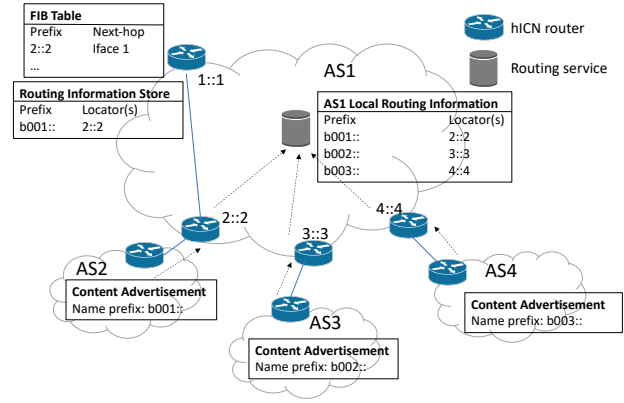 FIB Table
Prefix Next-hop
2::2 Iface 1
...
hICN router
Routing service
1::1
AS1
Routing Information Store
Prefix Locator(s)
b001:: 2::2
AS1 Local Routing Information
Prefix Locator(s)
b001:: 2::2
b002:: 3::3
b003:: 4::4
2::2
3::3
4::4
AS2
AS4
Content Advertisement
Name prefix: b001::
Content Advertisement
Name prefix: b003::
AS3
Content Advertisement
Name prefix: b002::